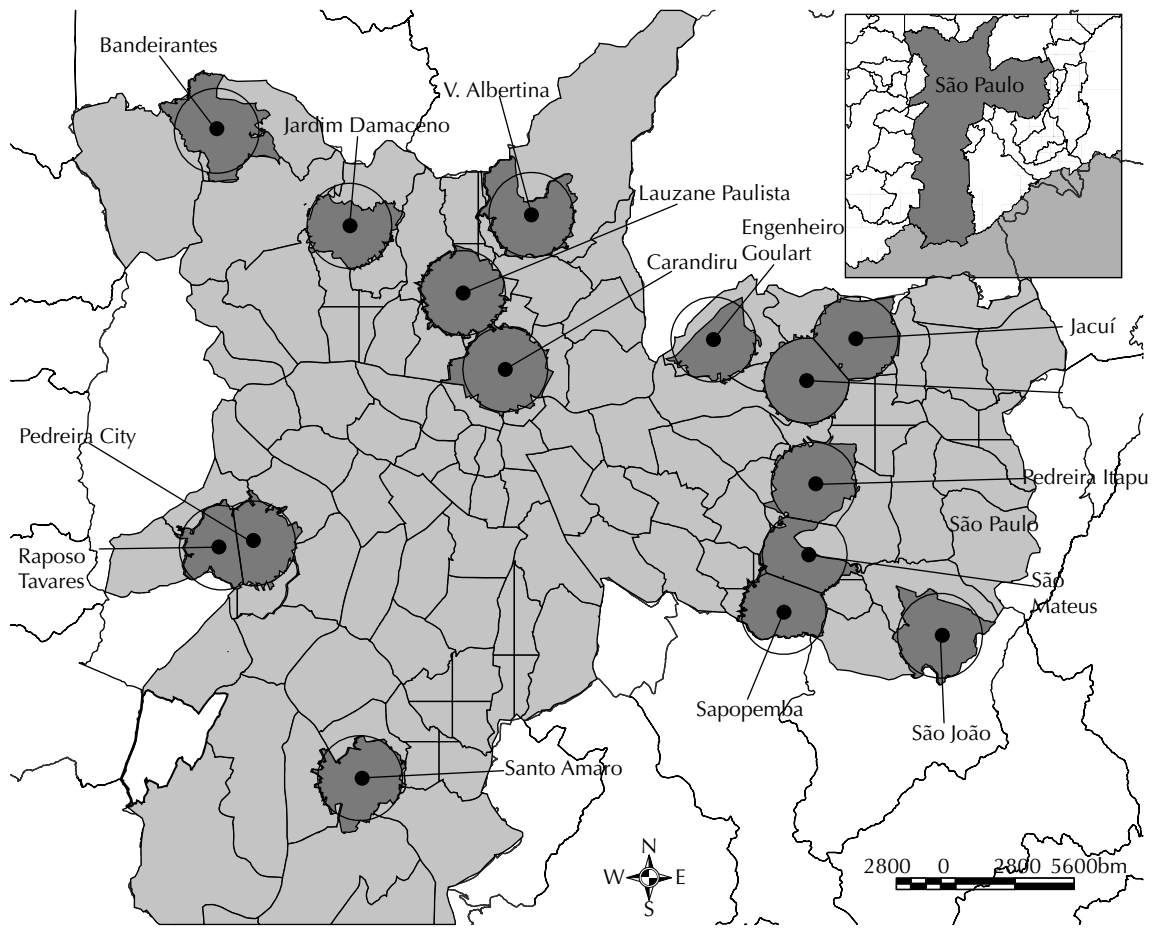 Bandeirantes
São Paulo
V. Albertina
Jardim Damaceno
Lauzane Paulista
Engenheiro
Goulart
Carandiru
Jacuí
Pedreira City
Pedreira Itapu
São Paulo
Raposo
Tavares
São
Mateus
Sapopemba
São João
Santo Amaro
N
W E
S
2800 0 2800 5600bm